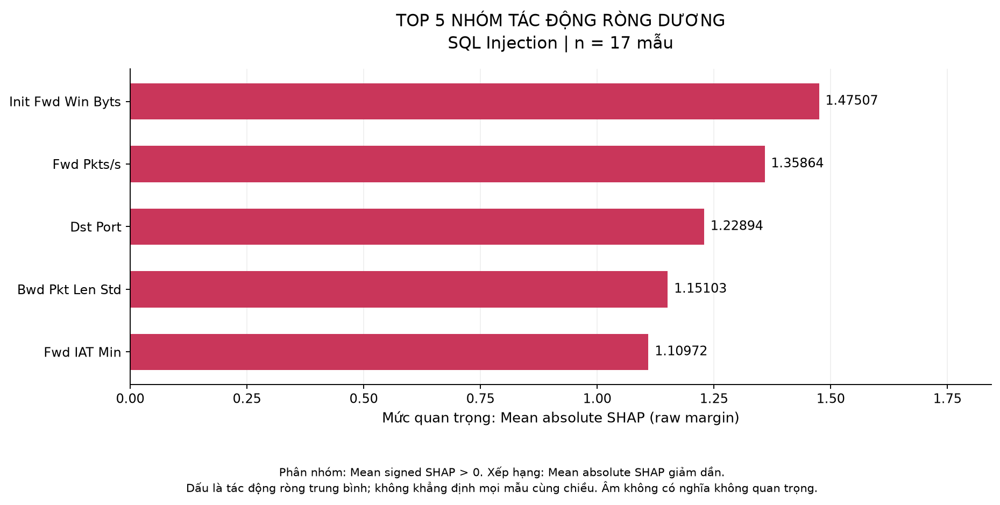 TOP 5 NHÓM TÁC ĐỘNG RÒNG DƯƠNG
SQL Injection | n = 17 mẫu
Init Fwd Win Byts
1.47507
Fwd Pkts/s
1.35864
Dst Port
1.22894
Bwd Pkt Len Std
1.15103
Fwd IAT Min
1.10972
0.00 0.25 0.50 0.75 1.00 1.25 1.50 1.75
Mức quan trọng: Mean absolute SHAP (raw margin)
Phân nhóm: Mean signed SHAP > 0. Xếp hạng: Mean absolute SHAP giảm dần.
Dấu là tác động ròng trung bình; không khẳng định mọi mẫu cùng chiều. Âm không có nghĩa không quan trọng.